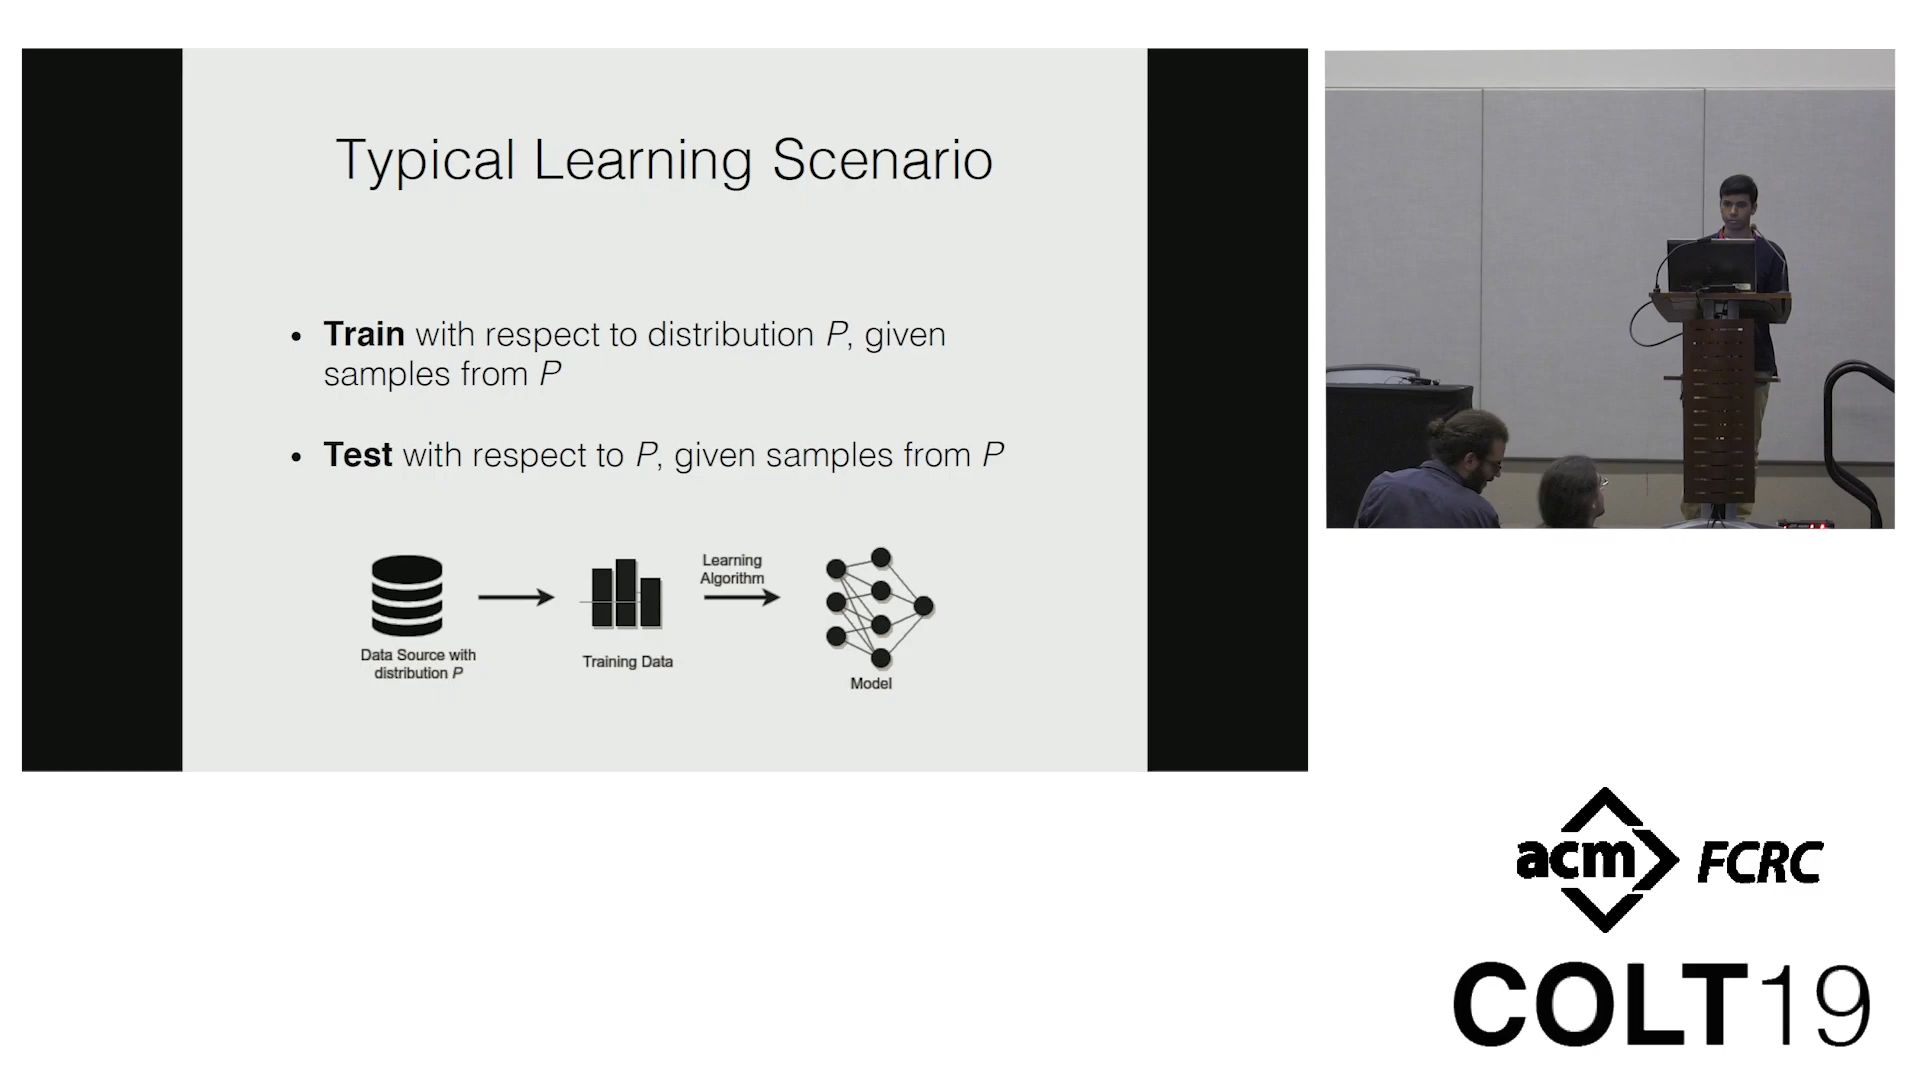 Typical Learning Scenario
• Train with respect to distribution P, given
samples from P
• Test with respect to P, given samples from P
Data Source with
distribution P
Training Data
Learning
Algorithm
Model
acm FCRC
COLT19